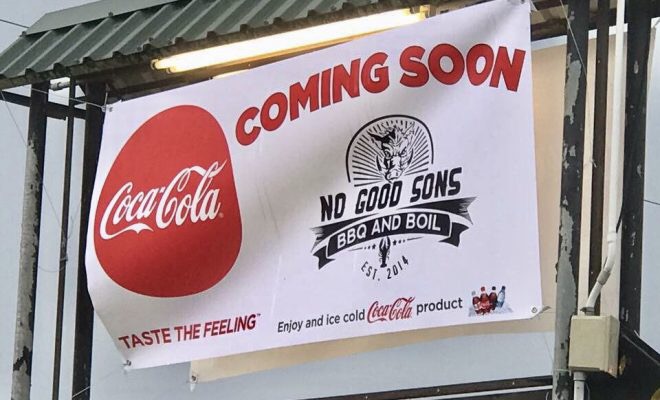 COMING SOON
Coca-Cola
NO GOOD SONS
BBQ AND BOIL
EST. 2014
TASTE THE FEELING™
Enjoy and ice cold Coca-Cola product